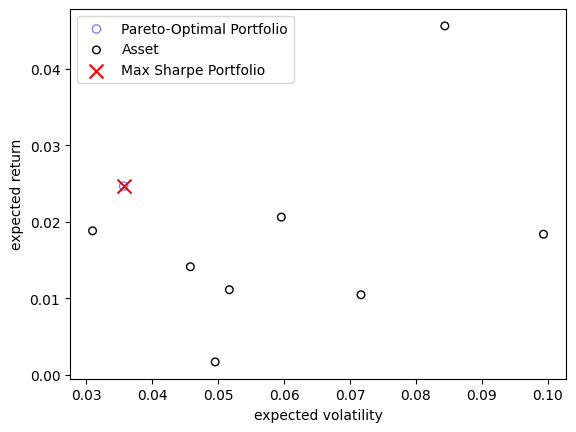 Pareto-Optimal Portfolio
Asset
Max Sharpe Portfolio
0.04
0.03
0.02
0.01
0.00
expected return
0.03 0.04 0.05 0.06 0.07 0.08 0.09 0.10
expected volatility